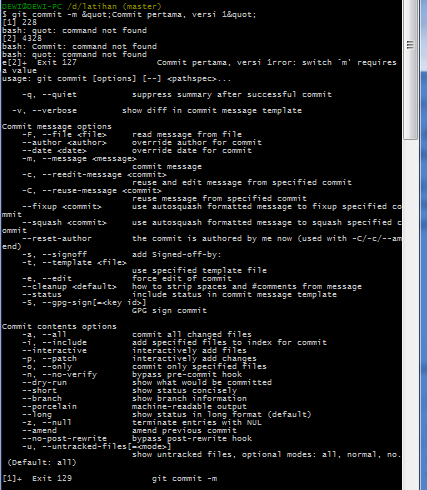 DEWI@DEWI-PC /d/latihan (master)
$ git commit -m &quot;Commit pertama, versi 1&quot;
[1] 228
bash: quot: command not found
[2] 4328
bash: Commit: command not found
bash: quot: command not found
e[2]+  Exit 127                Commit pertama, versi 1rror: switch `m' requires
a value
usage: git commit [options] [--] <pathspec>...
-q, --quiet           suppress summary after successful commit
-v, --verbose         show diff in commit message template
Commit message options
-F, --file <file>     read message from file
--author <author>     override author for commit
--date <date>         override date for commit
-m, --message <message>
commit message
-c, --reedit-message <commit>
reuse and edit message from specified commit
-C, --reuse-message <commit>
reuse message from specified commit
--fixup <commit>      use autosquash formatted message to fixup specified co
mmit
--squash <commit>     use autosquash formatted message to squash specified c
ommit
--reset-author        the commit is authored by me now (used with -C/-c/--am
end)
-s, --signoff         add Signed-off-by:
-t, --template <file>
use specified template file
-e, --edit            force edit of commit
--cleanup <default>   how to strip spaces and #comments from message
--status              include status in commit message template
-S, --gpg-sign[=<key id>]
GPG sign commit
Commit contents options
-a, --all             commit all changed files
-i, --include         add specified files to index for commit
--interactive         interactively add files
-p, --patch           interactively add changes
-o, --only            commit only specified files
-n, --no-verify       bypass pre-commit hook
--dry-run             show what would be committed
--short               show status concisely
--branch              show branch information
--porcelain           machine-readable output
--long                show status in long format (default)
-z, --null            terminate entries with NUL
--amend               amend previous commit
--no-post-rewrite     bypass post-rewrite hook
-u, --untracked-files[=<mode>]
show untracked files, optional modes: all, normal, no.
(Default: all)
[1]+  Exit 129                git commit -m